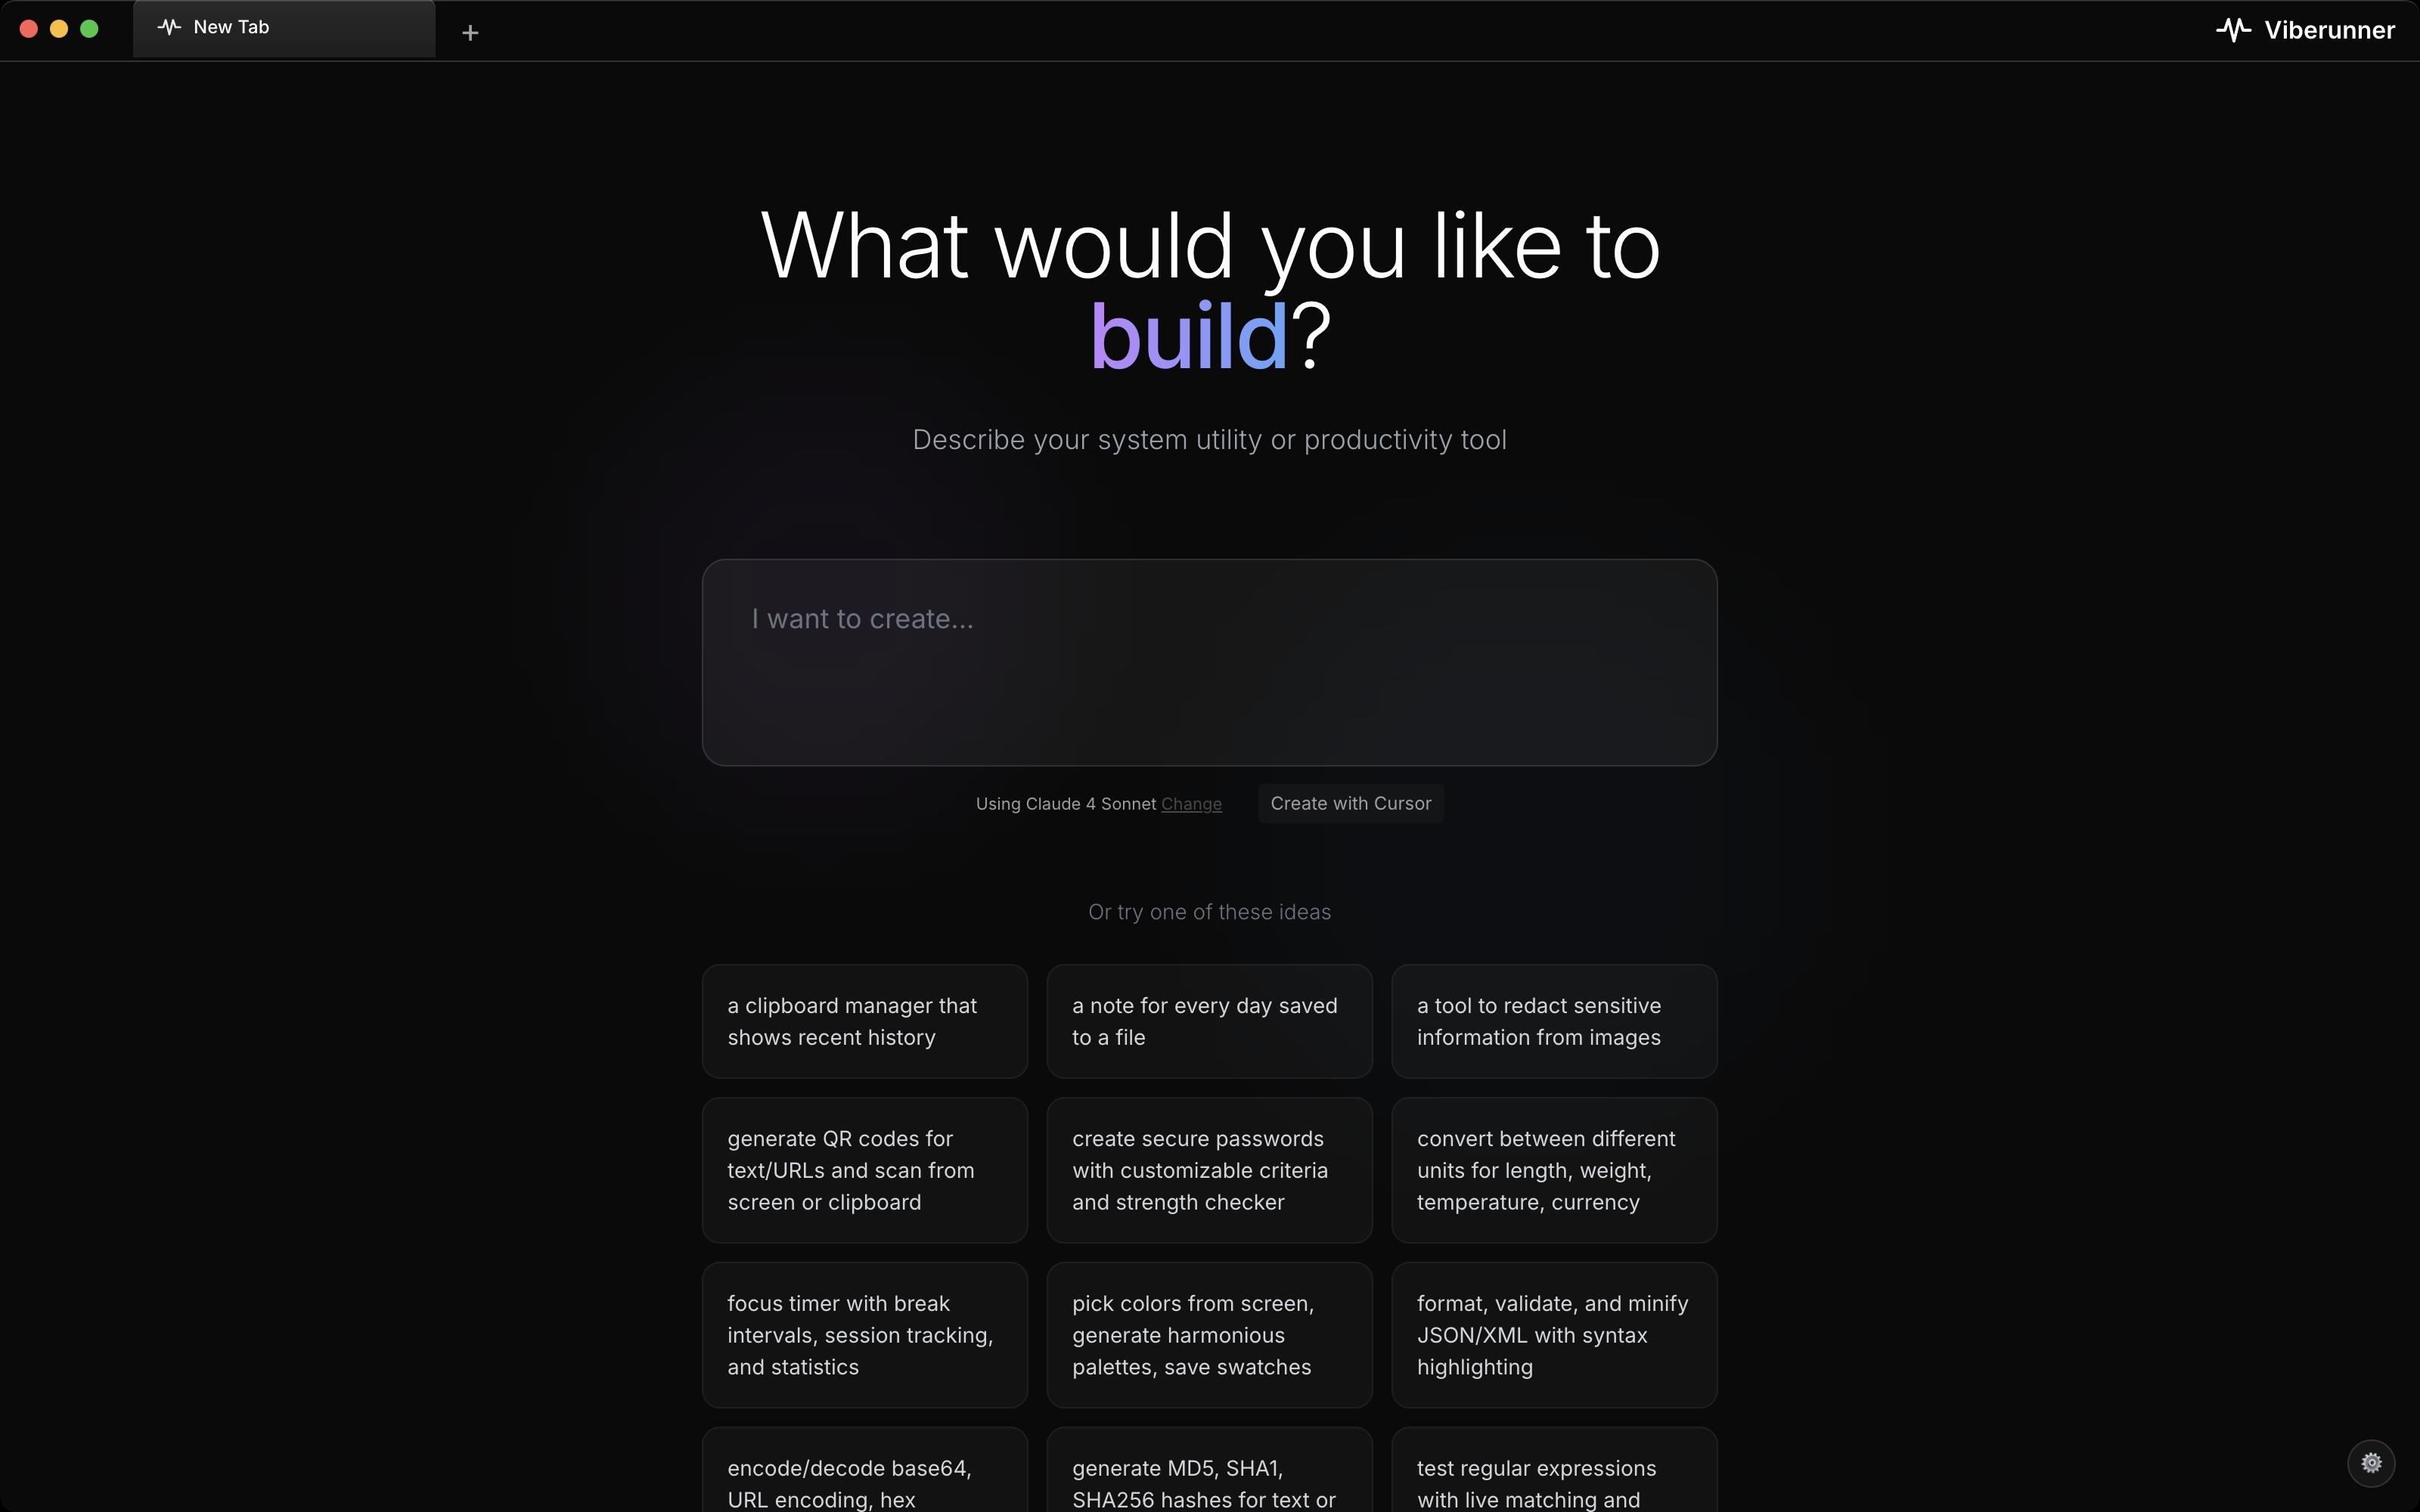 New Tab
+
Viberunner
What would you like to
build?
Describe your system utility or productivity tool
I want to create...
Using Claude 4 Sonnet Change
Create with Cursor
Or try one of these ideas
a clipboard manager that
shows recent history
a note for every day saved
to a file
a tool to redact sensitive
information from images
generate QR codes for
text/URLs and scan from
screen or clipboard
create secure passwords
with customizable criteria
and strength checker
convert between different
units for length, weight,
temperature, currency
focus timer with break
intervals, session tracking,
and statistics
pick colors from screen,
generate harmonious
palettes, save swatches
format, validate, and minify
JSON/XML with syntax
highlighting
encode/decode base64,
URL encoding, hex
generate MD5, SHA1,
SHA256 hashes for text or
test regular expressions
with live matching and